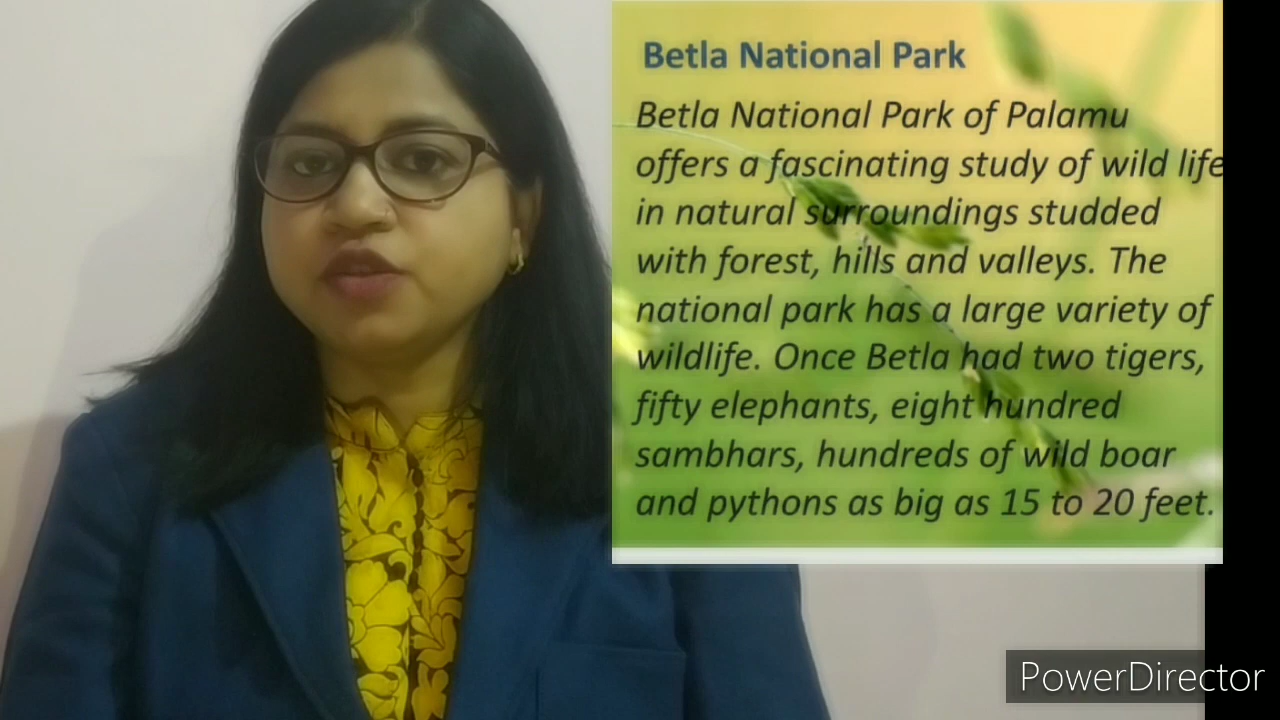 Betla National Park
Betla National Park of Palamu
offers a fascinating study of wild life
in natural surroundings studded
with forest, hills and valleys. The
national park has a large variety of
wildlife. Once Betla had two tigers,
fifty elephants, eight hundred
sambhars, hundreds of wild boar
and pythons as big as 15 to 20 feet.
PowerDirector